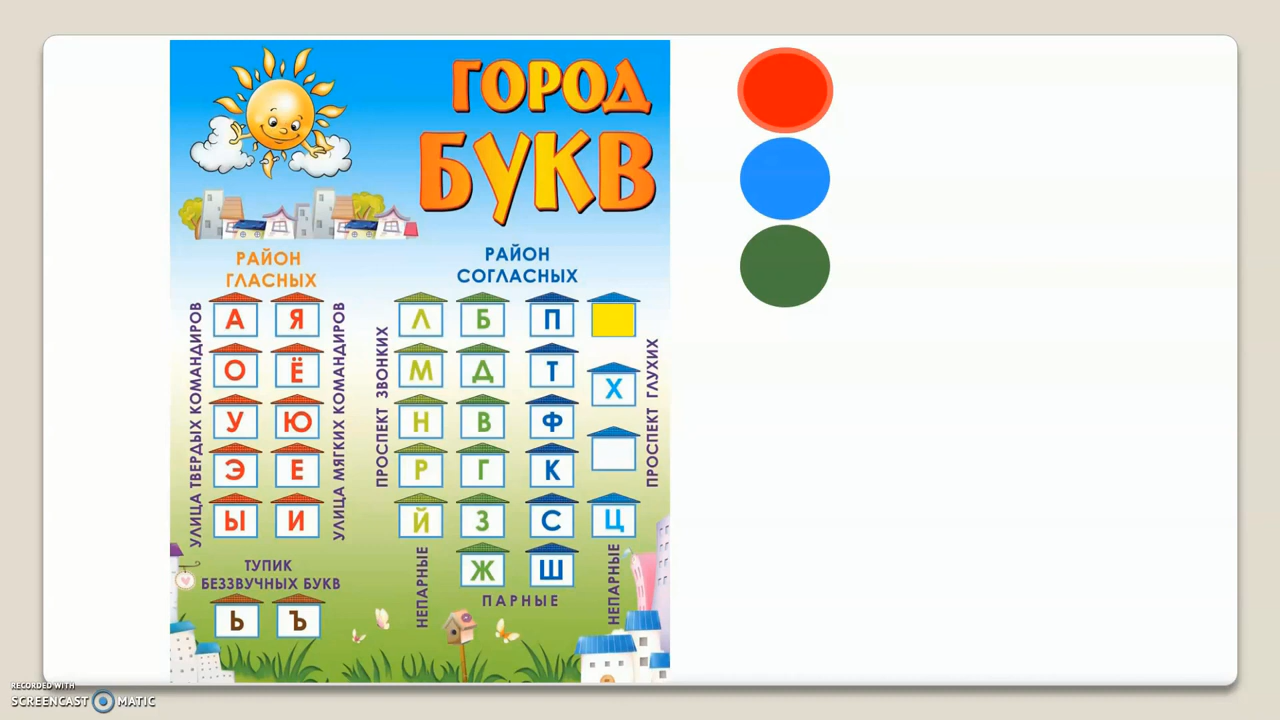 ГОРОД
БУКВ
РАЙОН
ГЛАСНЫХ
РАЙОН
СОГЛАСНЫХ
УЛИЦА ТВЕРДЫХ КОМАНДИРОВ
А Я
О Ё
У Ю
Э Е
Ы И
УЛИЦА МЯГКИХ КОМАНДИРОВ
ПРОСПЕКТ ЗВОНКИХ
Л Б П
М Д Т Х
Н В Ф
Р Г К
Й З С Ц
Ж Ш
ПРОСПЕКТ ГЛУХИХ
НЕПАРНЫЕ
ПАРНЫЕ
НЕПАРНЫЕ
ТУПИК
БЕЗЗВУЧНЫХ БУКВ
Ь Ъ
RECORDED WITH
SCREENCAST MATIC